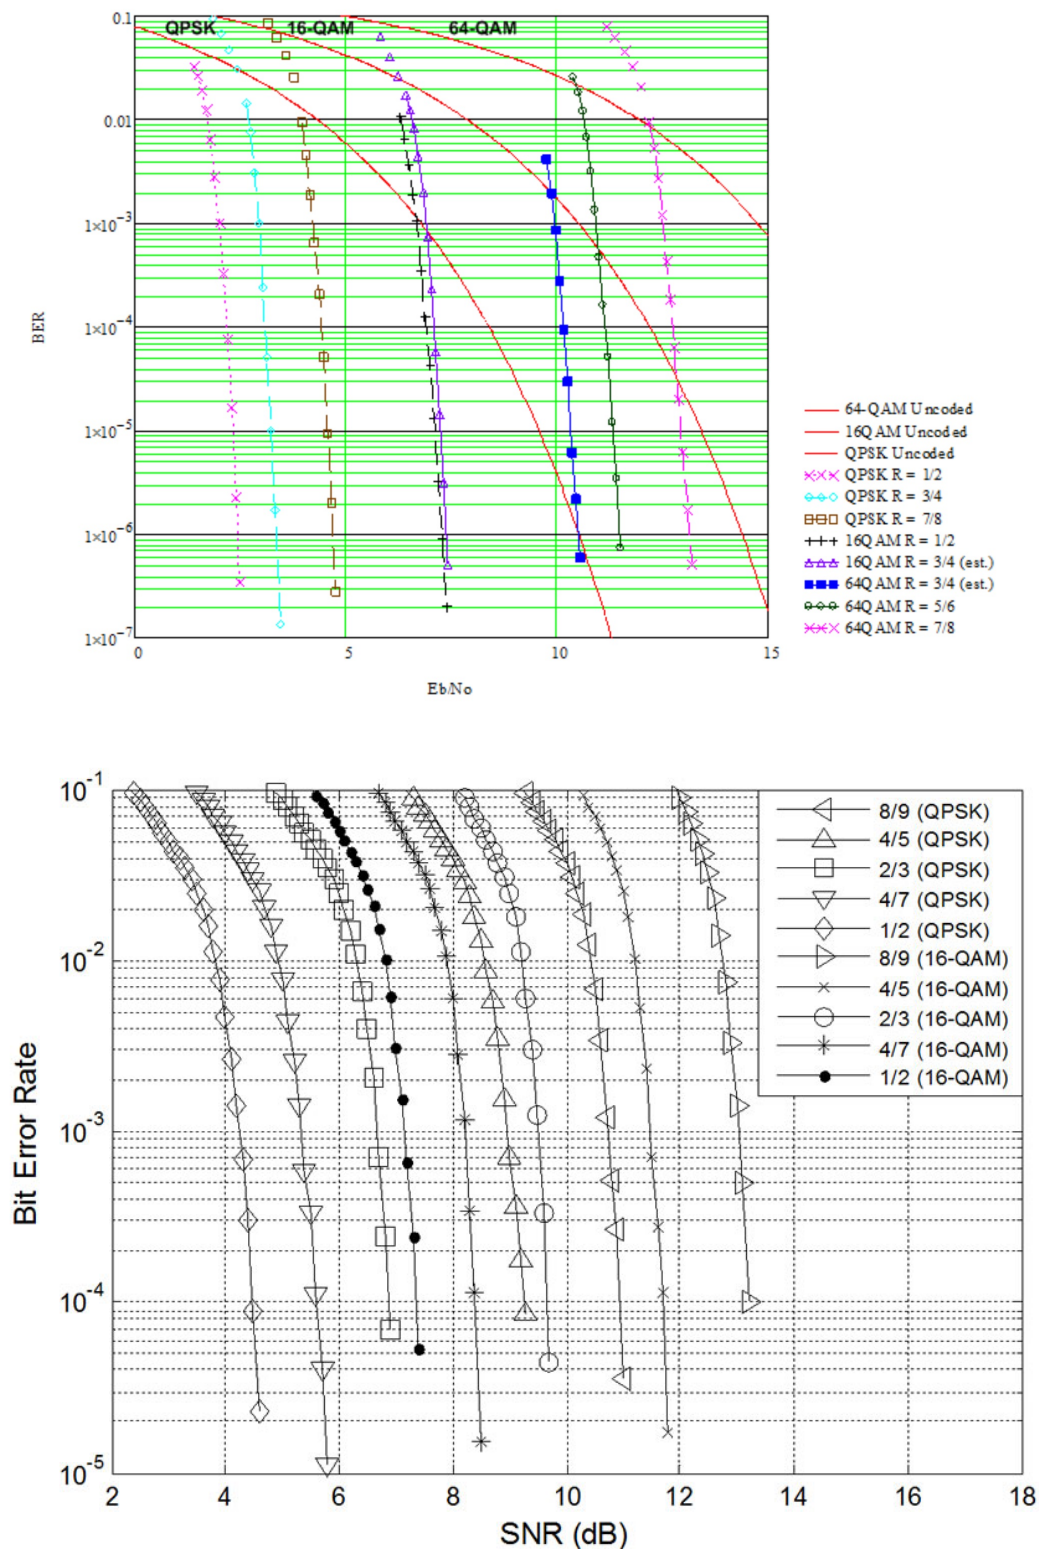 0.1
QPSK 16-QAM 64-QAM
0.01
1×10⁻³
BER
1×10⁻⁴
1×10⁻⁵
1×10⁻⁶
1×10⁻⁷
0 5 10 15
Eb/No
64-QAM Uncoded
16QAM Uncoded
QPSK Uncoded
QPSK R = 1/2
QPSK R = 3/4
QPSK R = 7/8
16QAM R = 1/2
16QAM R = 3/4 (est.)
64QAM R = 3/4 (est.)
64QAM R = 5/6
64QAM R = 7/8
10⁻¹
10⁻²
10⁻³
10⁻⁴
10⁻⁵
Bit Error Rate
8/9 (QPSK)
4/5 (QPSK)
2/3 (QPSK)
4/7 (QPSK)
1/2 (QPSK)
8/9 (16-QAM)
4/5 (16-QAM)
2/3 (16-QAM)
4/7 (16-QAM)
1/2 (16-QAM)
2 4 6 8 10 12 14 16 18
SNR (dB)